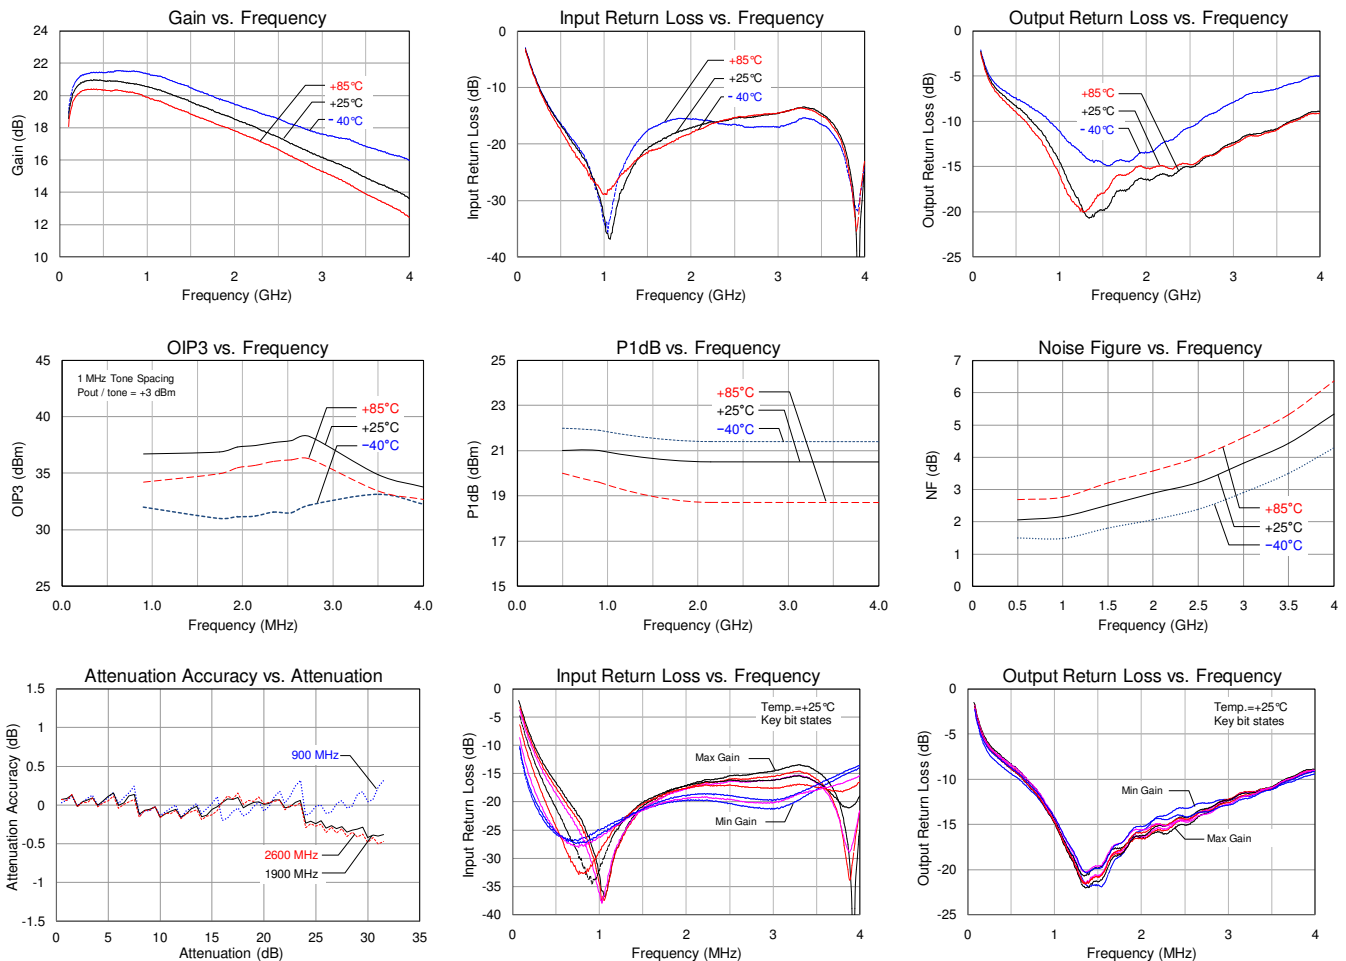 Gain vs. Frequency
Gain (dB)
24
22
20
18
16
14
12
10
+85°C
+25°C
−40°C
0 1 2 3 4
Frequency (GHz)
Input Return Loss vs. Frequency
Input Return Loss (dB)
0
-10
-20
-30
-40
+85°C
+25°C
−40°C
0 1 2 3 4
Frequency (GHz)
Output Return Loss vs. Frequency
Output Return Loss (dB)
0
-5
-10
-15
-20
-25
+85°C
+25°C
−40°C
0 1 2 3 4
Frequency (GHz)
OIP3 vs. Frequency
OIP3 (dBm)
45
40
35
30
25
1 MHz Tone Spacing
Pout / tone = +3 dBm
+85°C
+25°C
−40°C
0.0 1.0 2.0 3.0 4.0
Frequency (MHz)
P1dB vs. Frequency
P1dB (dBm)
25
23
21
19
17
15
+85°C
+25°C
−40°C
0.0 1.0 2.0 3.0 4.0
Frequency (GHz)
Noise Figure vs. Frequency
NF (dB)
7
6
5
4
3
2
1
0
+85°C
+25°C
−40°C
0 0.5 1 1.5 2 2.5 3 3.5 4
Frequency (GHz)
Attenuation Accuracy vs. Attenuation
Attenuation Accuracy (dB)
1.5
1
0.5
0
-0.5
-1
-1.5
900 MHz
2600 MHz
1900 MHz
0 5 10 15 20 25 30 35
Attenuation (dB)
Input Return Loss vs. Frequency
Input Return Loss (dB)
0
-5
-10
-15
-20
-25
-30
-35
-40
Temp.=+25°C
Key bit states
Max Gain
Min Gain
0 1 2 3 4
Frequency (MHz)
Output Return Loss vs. Frequency
Output Return Loss (dB)
0
-5
-10
-15
-20
-25
Temp.=+25°C
Key bit states
Min Gain
Max Gain
0 1 2 3 4
Frequency (MHz)